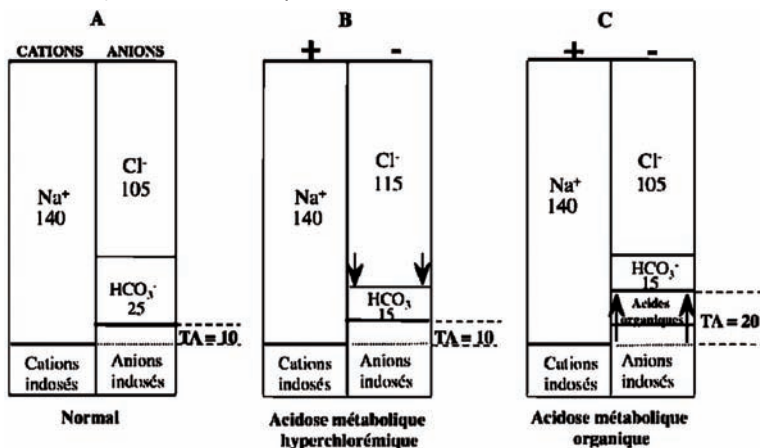 A
CATIONS ANIONS
Na+
140
Cl-
105
HCO3-
25
TA = 10
Cations
indosés
Anions
indosés
Normal
B
+ -
Na+
140
Cl-
115
HCO3
15
TA = 10
Cations
indosés
Anions
indosés
Acidose métabolique
hyperchlorémique
C
+ -
Na+
140
Cl-
105
HCO3-
15
Acides
organiques
TA = 20
Cations
indosés
Anions
indosés
Acidose métabolique
organique